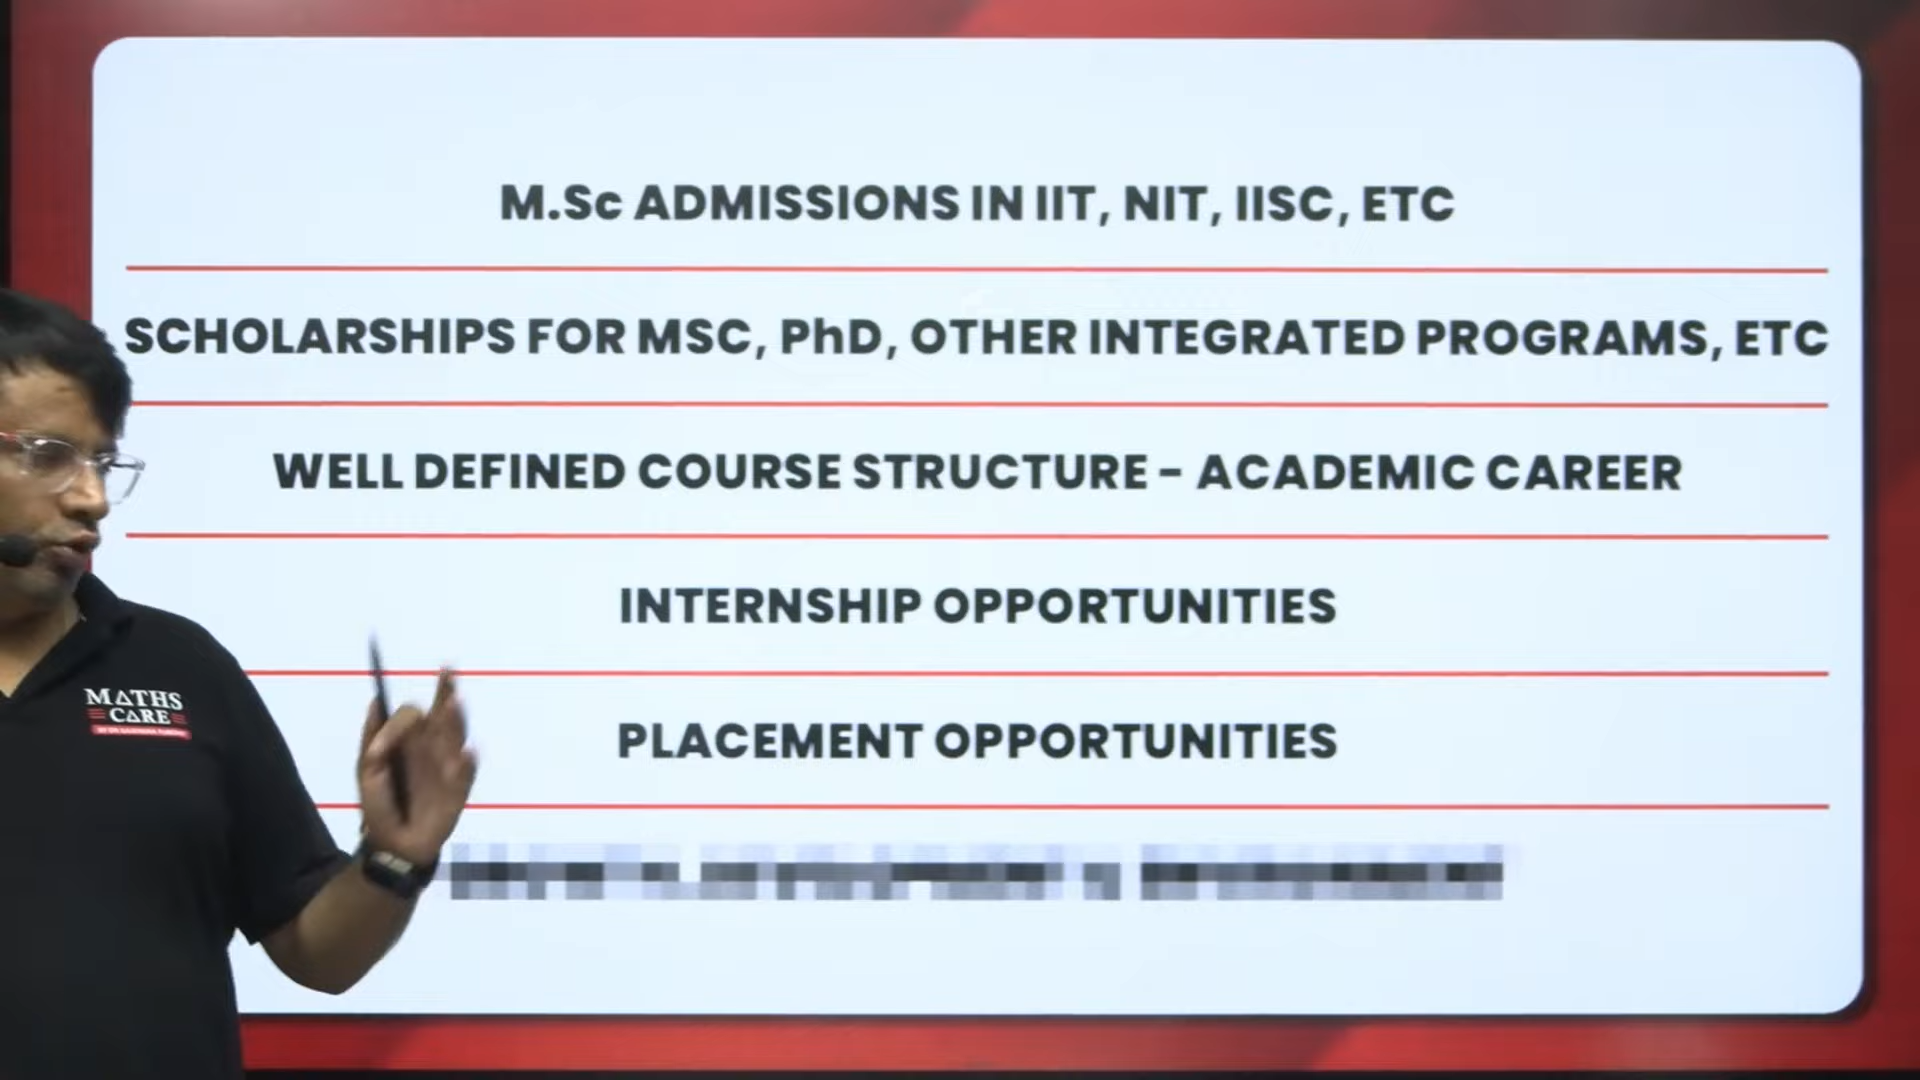 M.Sc ADMISSIONS IN IIT, NIT, IISC, ETC
SCHOLARSHIPS FOR MSC, PhD, OTHER INTEGRATED PROGRAMS, ETC
WELL DEFINED COURSE STRUCTURE - ACADEMIC CAREER
INTERNSHIP OPPORTUNITIES
PLACEMENT OPPORTUNITIES
MATHS
CARE